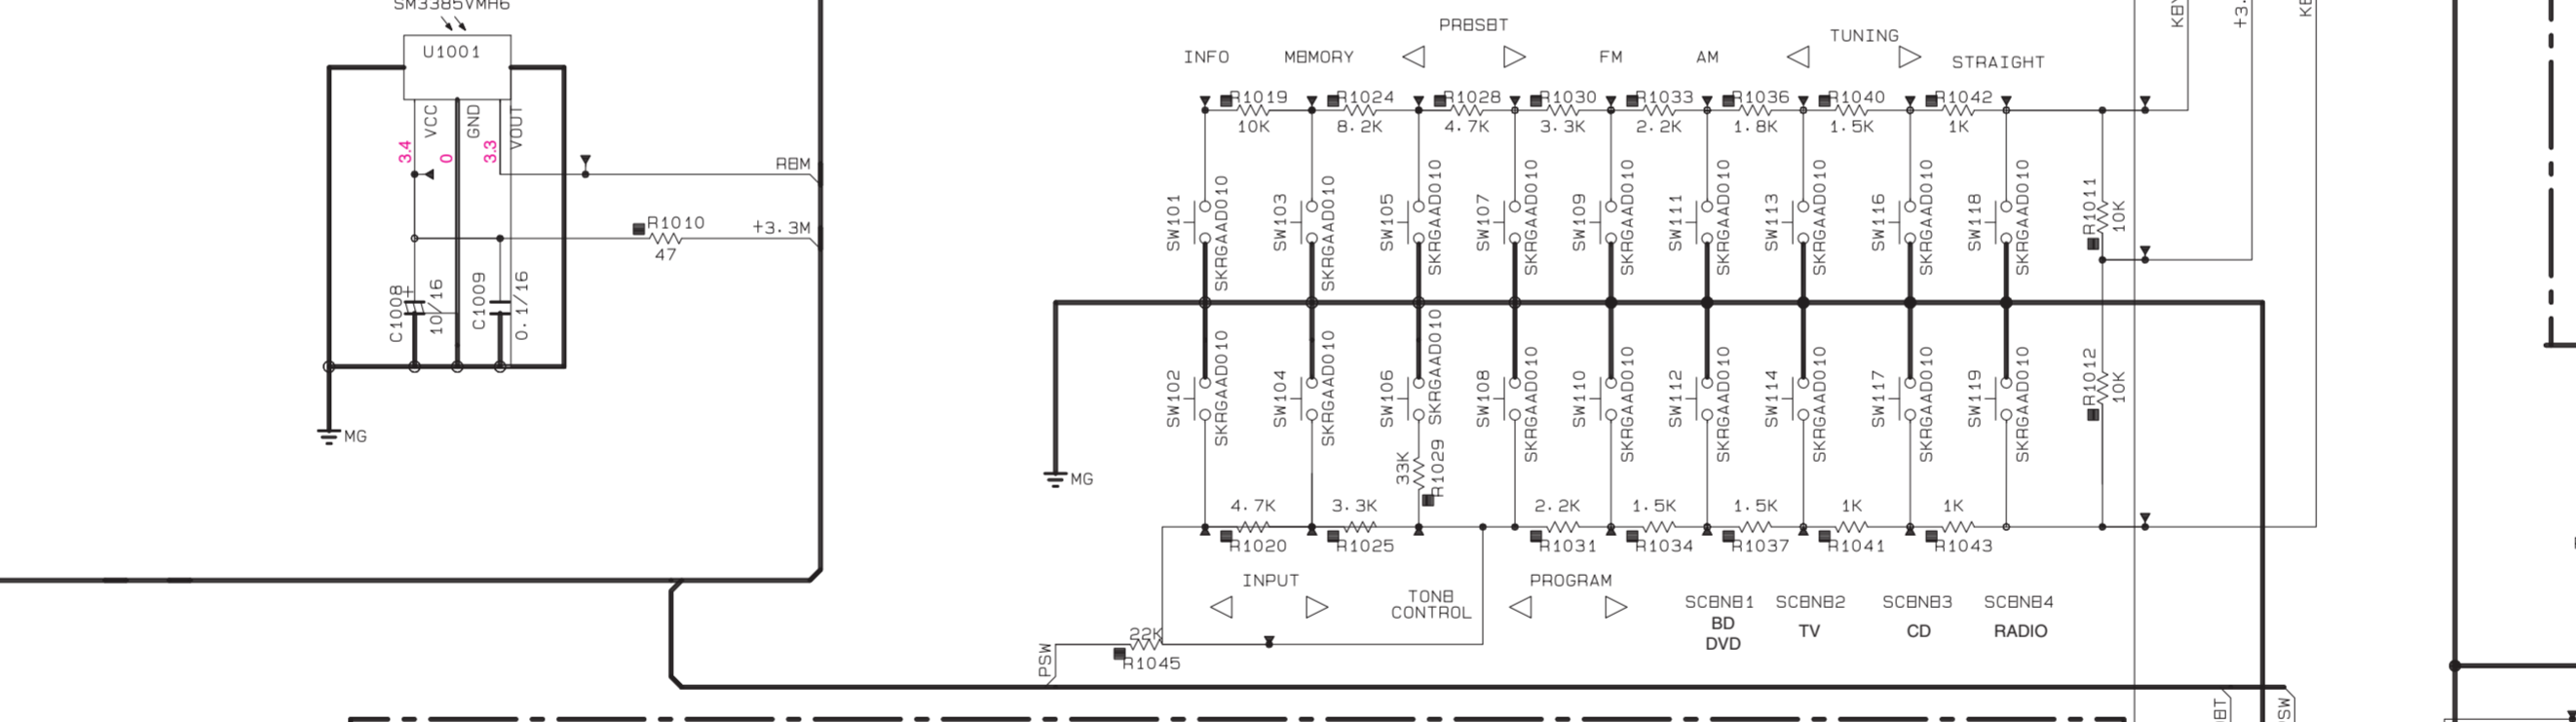 SM3385VMH6
U1001
VCC
GND
VOUT
3.4
0
3.3
REM
R1010
47
+3.3M
C1008
+
10/16
C1009
0.1/16
MG
INFO
MEMORY
PRESET
FM
AM
TUNING
STRAIGHT
R1019
R1024
R1028
R1030
R1033
R1036
R1040
R1042
10K
8.2K
4.7K
3.3K
2.2K
1.8K
1.5K
1K
SW101
SKRGAAD010
SW103
SKRGAAD010
SW105
SKRGAAD010
SW107
SKRGAAD010
SW109
SKRGAAD010
SW111
SKRGAAD010
SW113
SKRGAAD010
SW116
SKRGAAD010
SW118
SKRGAAD010
R1011
10K
SW102
SKRGAAD010
SW104
SKRGAAD010
SW106
SKRGAAD010
SW108
SKRGAAD010
SW110
SKRGAAD010
SW112
SKRGAAD010
SW114
SKRGAAD010
SW117
SKRGAAD010
SW119
SKRGAAD010
R1012
10K
MG
33K
R1029
4.7K
3.3K
2.2K
1.5K
1.5K
1K
1K
R1020
R1025
R1031
R1034
R1037
R1041
R1043
INPUT
TONE
CONTROL
PROGRAM
SCENE1
BD
DVD
SCENE2
TV
SCENE3
CD
SCENE4
RADIO
22K
R1045
PSW
KBY
+3.